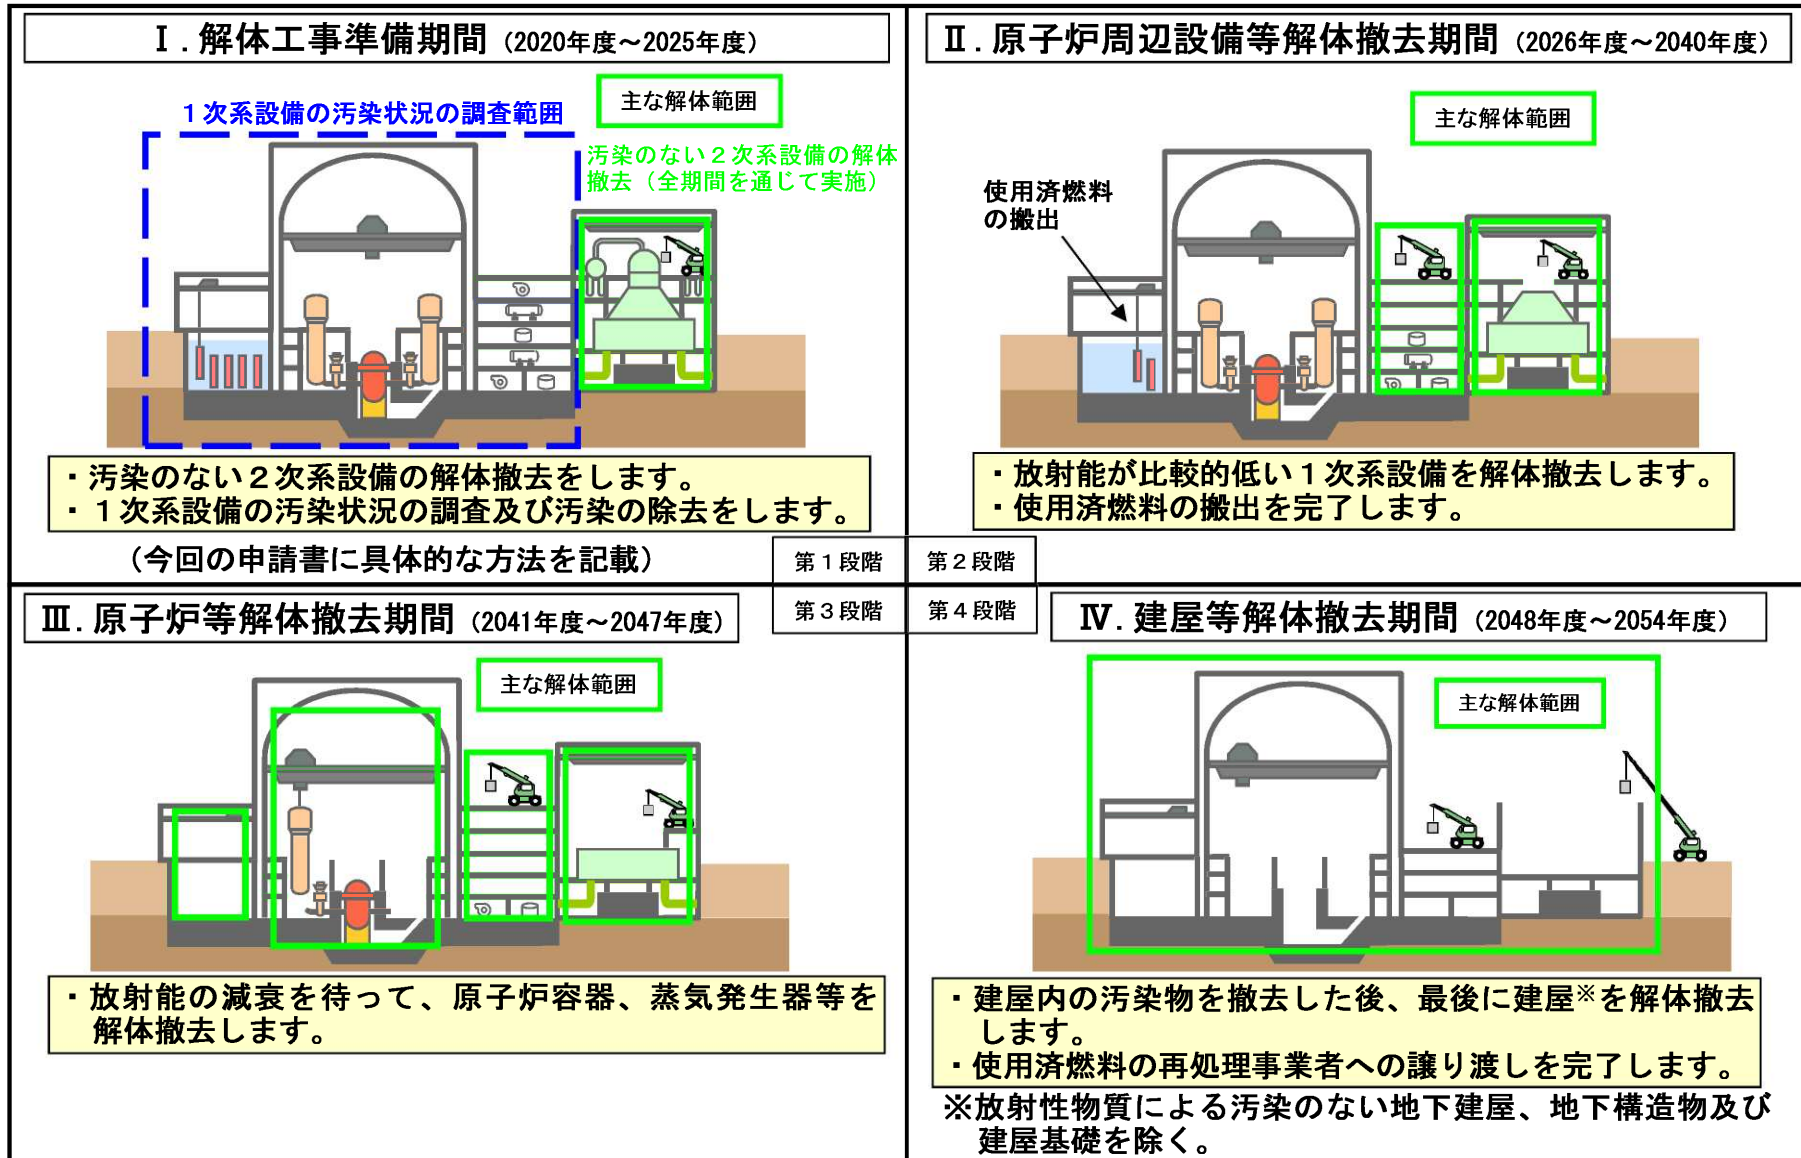 Ⅰ．解体工事準備期間（2020年度～2025年度）
主な解体範囲
１次系設備の汚染状況の調査範囲
汚染のない２次系設備の解体
撤去（全期間を通じて実施）
・汚染のない２次系設備の解体撤去をします。
・１次系設備の汚染状況の調査及び汚染の除去をします。
（今回の申請書に具体的な方法を記載）
第１段階
Ⅱ．原子炉周辺設備等解体撤去期間（2026年度～2040年度）
主な解体範囲
使用済燃料
の搬出
・放射能が比較的低い１次系設備を解体撤去します。
・使用済燃料の搬出を完了します。
第２段階
Ⅲ．原子炉等解体撤去期間（2041年度～2047年度）
第３段階
主な解体範囲
・放射能の減衰を待って、原子炉容器、蒸気発生器等を
解体撤去します。
第４段階
Ⅳ．建屋等解体撤去期間（2048年度～2054年度）
主な解体範囲
・建屋内の汚染物を撤去した後、最後に建屋※を解体撤去
します。
・使用済燃料の再処理事業者への譲り渡しを完了します。
※放射性物質による汚染のない地下建屋、地下構造物及び
建屋基礎を除く。